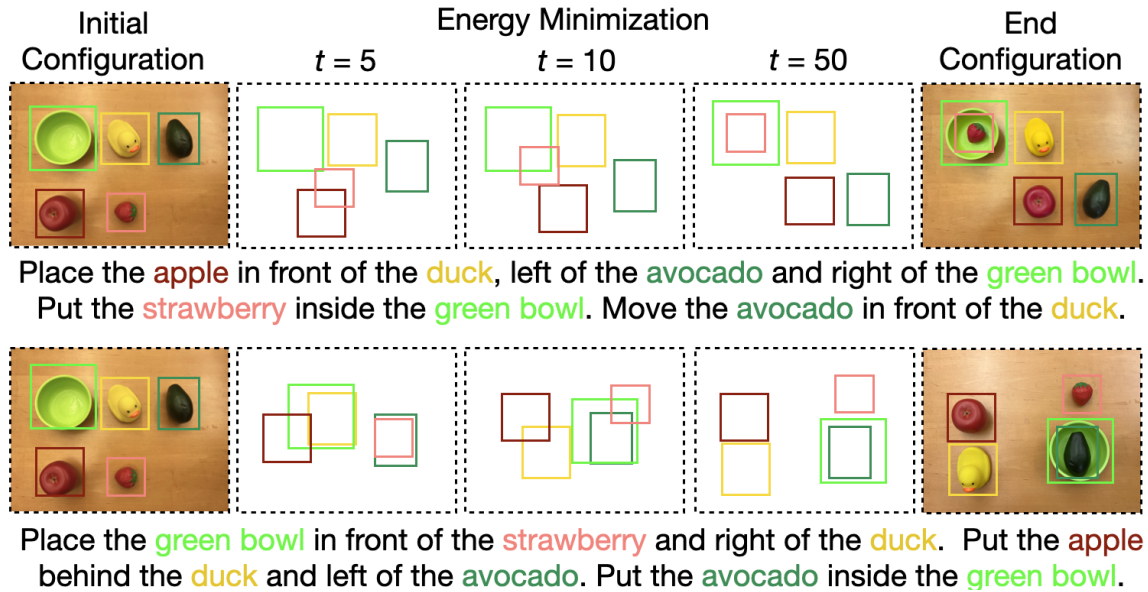 Initial Configuration
Energy Minimization
End Configuration
t = 5
t = 10
t = 50
Place the apple in front of the duck, left of the avocado and right of the green bowl.
Put the strawberry inside the green bowl. Move the avocado in front of the duck.
Place the green bowl in front of the strawberry and right of the duck. Put the apple
behind the duck and left of the avocado. Put the avocado inside the green bowl.